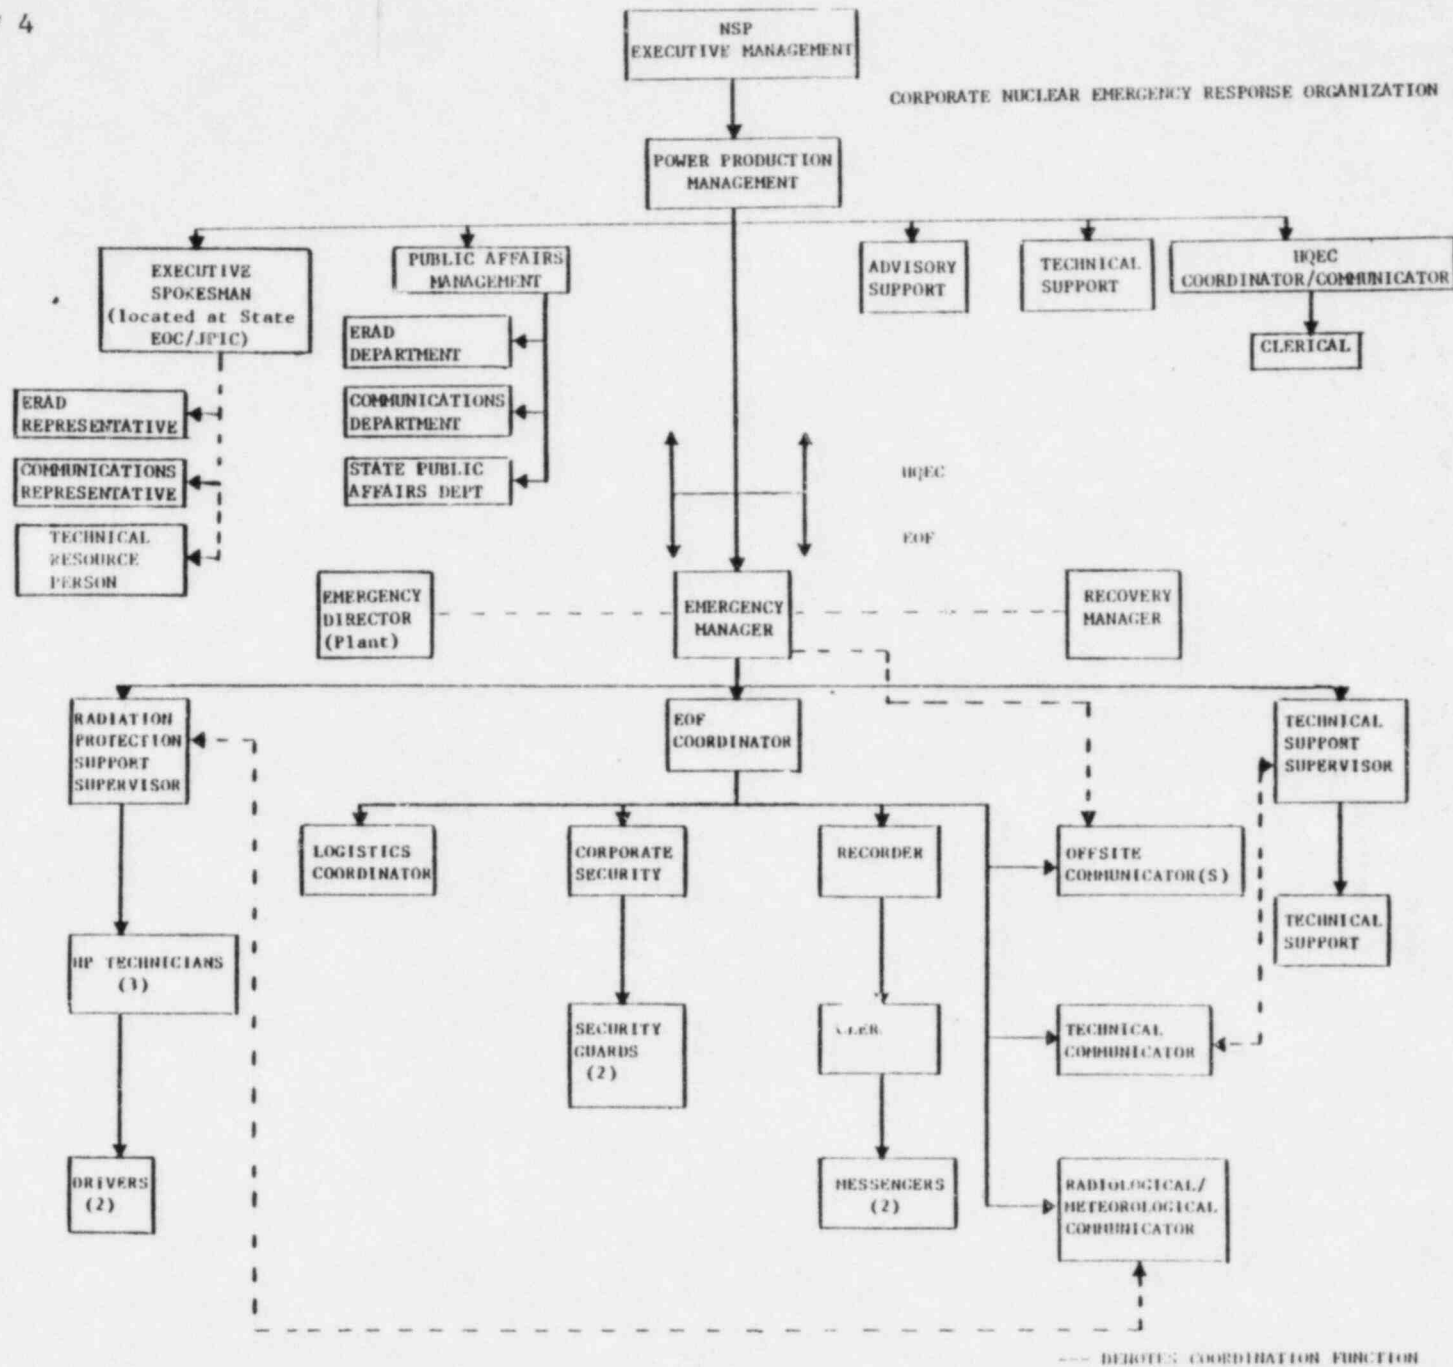 4
NSP
EXECUTIVE MANAGEMENT
CORPORATE NUCLEAR EMERGENCY RESPONSE ORGANIZATION
POWER PRODUCTION
MANAGEMENT
EXECUTIVE
SPOKESMAN
(located at State
EOC/JPIC)
PUBLIC AFFAIRS
MANAGEMENT
ADVISORY
SUPPORT
TECHNICAL
SUPPORT
HQEC
COORDINATOR/COMMUNICATOR
CLERICAL
ERAD
DEPARTMENT
COMMUNICATIONS
DEPARTMENT
STATE PUBLIC
AFFAIRS DEPT
ERAD
REPRESENTATIVE
COMMUNICATIONS
REPRESENTATIVE
TECHNICAL
RESOURCE
PERSON
HQEC
EOF
EMERGENCY
DIRECTOR
(Plant)
EMERGENCY
MANAGER
RECOVERY
MANAGER
RADIATION
PROTECTION
SUPPORT
SUPERVISOR
EOF
COORDINATOR
TECHNICAL
SUPPORT
SUPERVISOR
LOGISTICS
COORDINATOR
CORPORATE
SECURITY
RECORDER
OFFSITE
COMMUNICATOR(S)
TECHNICAL
SUPPORT
HP TECHNICIANS
(3)
SECURITY
GUARDS
(2)
TECHNICAL
COMMUNICATOR
DRIVERS
(2)
MESSENGERS
(2)
RADIOLOGICAL/
METEOROLOGICAL
COMMUNICATOR
--- DENOTES COORDINATION FUNCTION